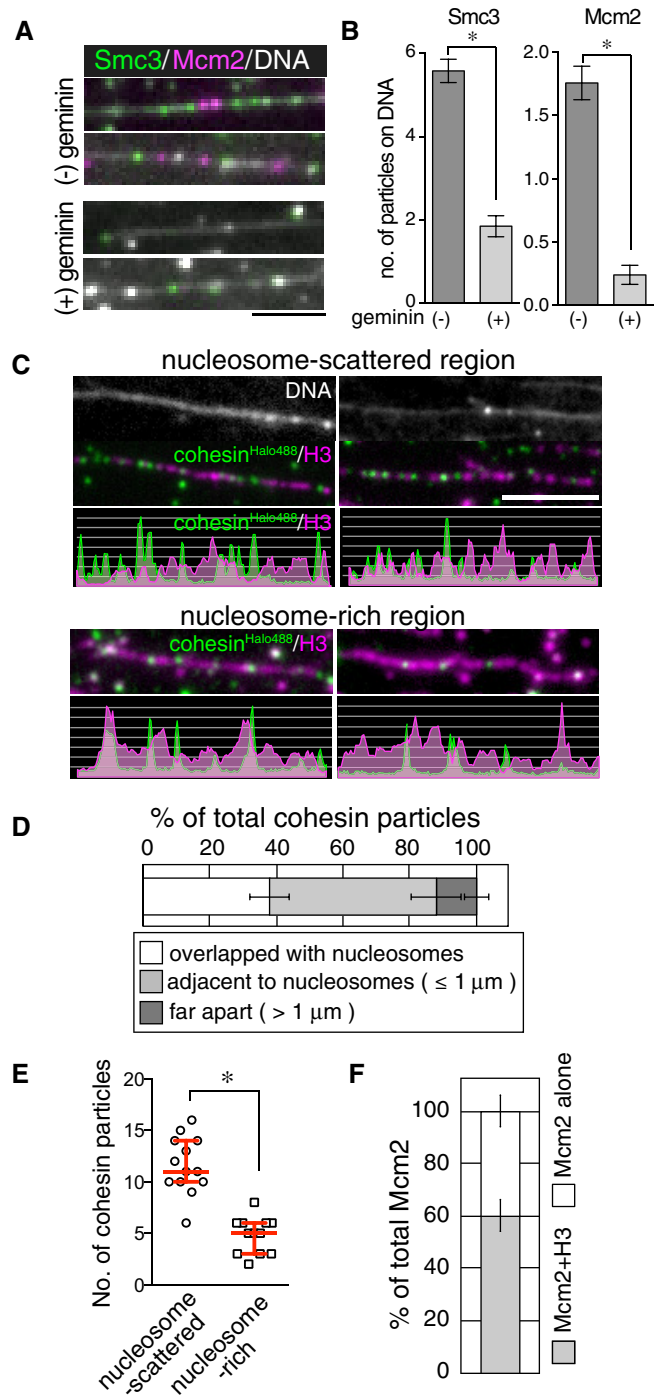 A
Smc3/Mcm2/DNA
(-) geminin
(+) geminin
B
Smc3
Mcm2
*
*
no. of particles on DNA
6
4
2
0
2.0
1.5
1.0
0.5
0.0
geminin (-) (+) (-) (+)
C
nucleosome-scattered region
DNA
cohesinHalo488/H3
cohesinHalo488/H3
nucleosome-rich region
cohesinHalo488/H3
D
% of total cohesin particles
0 20 40 60 80 100
overlapped with nucleosomes
adjacent to nucleosomes ( ≤ 1 µm )
far apart ( > 1 µm )
E
No. of cohesin particles
20
15
10
5
0
*
nucleosome
-scattered
nucleosome
-rich
F
% of total Mcm2
100
80
60
40
20
0
Mcm2+H3
Mcm2 alone